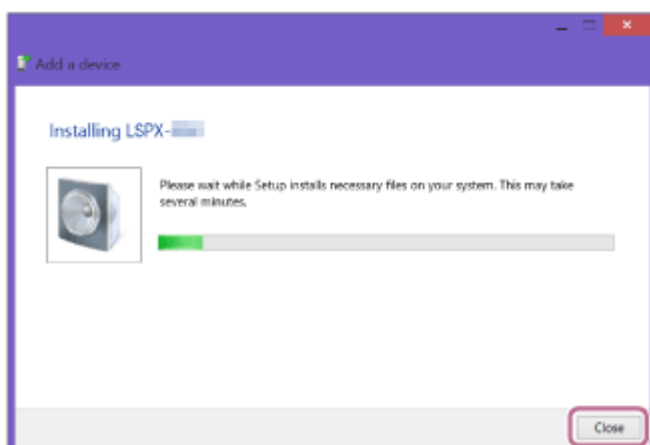 Add a device
Installing LSPX-
Please wait while Setup installs necessary files on your system. This may take
several minutes.
Close